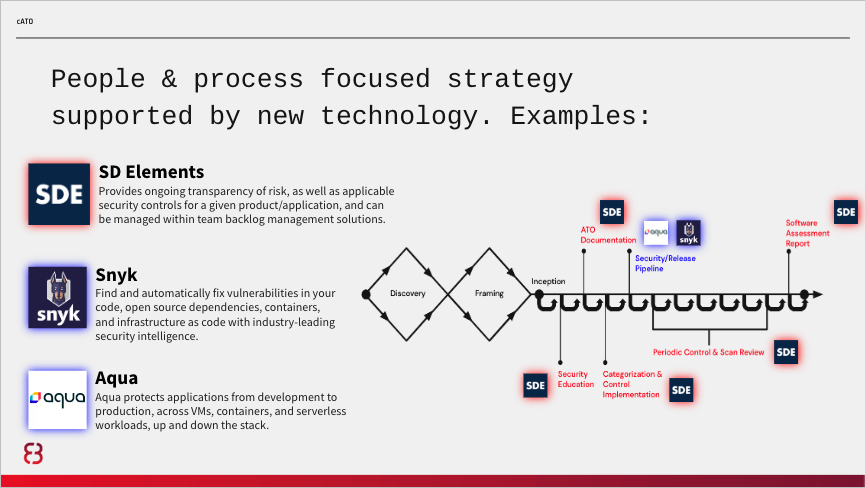 cATO
People & process focused strategy
supported by new technology. Examples:
SDE
SD Elements
Provides ongoing transparency of risk, as well as applicable
security controls for a given product/application, and can
be managed within team backlog management solutions.
snyk
Snyk
Find and automatically fix vulnerabilities in your
code, open source dependencies, containers,
and infrastructure as code with industry-leading
security intelligence.
aqua
Aqua
Aqua protects applications from development to
production, across VMs, containers, and serverless
workloads, up and down the stack.
Discovery
Framing
Inception
SDE
ATO
Documentation
aqua
snyk
Security/Release
Pipeline
SDE
Software
Assessment
Report
SDE
Security
Education
Categorization &
Control
Implementation
SDE
Periodic Control & Scan Review
SDE